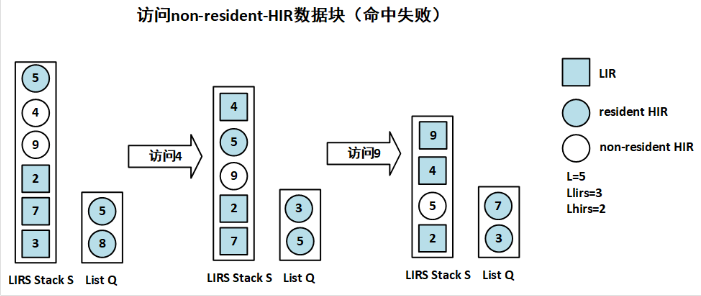 访问non-resident-HIR数据块（命中失败）
5
4
9
2
7
3
5
8
LIRS Stack S
List Q
访问4
4
5
9
2
7
3
5
LIRS Stack S
List Q
访问9
9
4
5
2
7
3
LIRS Stack S
List Q
LIR
resident HIR
non-resident HIR
L=5
Llirs=3
Lhirs=2